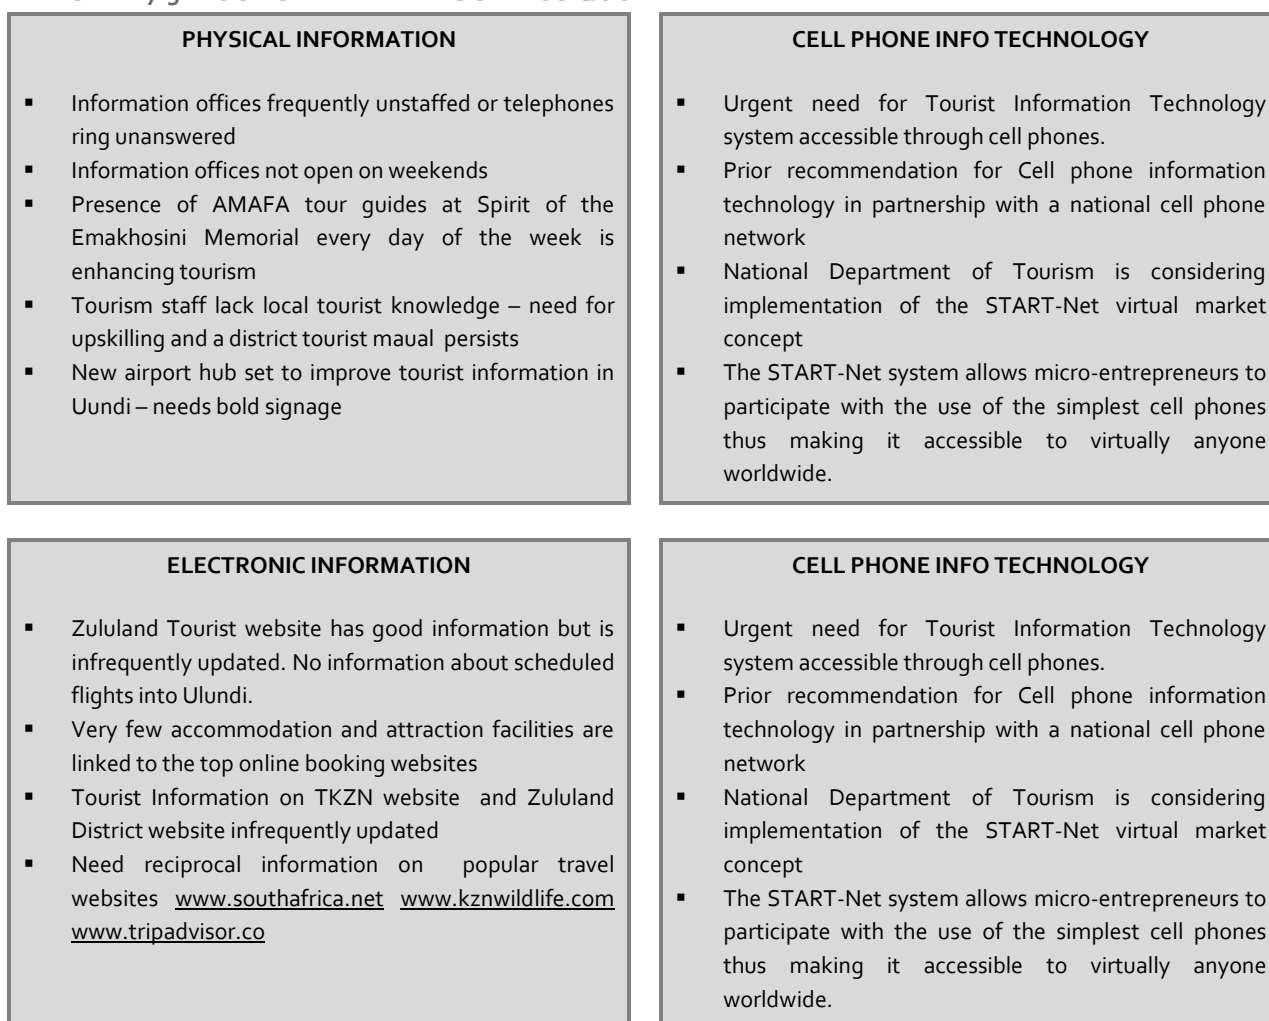 PHYSICAL INFORMATION
▪ Information offices frequently unstaffed or telephones
ring unanswered
▪ Information offices not open on weekends
▪ Presence of AMAFA tour guides at Spirit of the
Emakhosini Memorial every day of the week is
enhancing tourism
▪ Tourism staff lack local tourist knowledge – need for
upskilling and a district tourist maual persists
▪ New airport hub set to improve tourist information in
Uundi – needs bold signage
CELL PHONE INFO TECHNOLOGY
▪ Urgent need for Tourist Information Technology
system accessible through cell phones.
▪ Prior recommendation for Cell phone information
technology in partnership with a national cell phone
network
▪ National Department of Tourism is considering
implementation of the START-Net virtual market
concept
▪ The START-Net system allows micro-entrepreneurs to
participate with the use of the simplest cell phones
thus making it accessible to virtually anyone
worldwide.
ELECTRONIC INFORMATION
▪ Zululand Tourist website has good information but is
infrequently updated. No information about scheduled
flights into Ulundi.
▪ Very few accommodation and attraction facilities are
linked to the top online booking websites
▪ Tourist Information on TKZN website and Zululand
District website infrequently updated
▪ Need reciprocal information on popular travel
websites www.southafrica.net www.kznwildlife.com
www.tripadvisor.co
CELL PHONE INFO TECHNOLOGY
▪ Urgent need for Tourist Information Technology
system accessible through cell phones.
▪ Prior recommendation for Cell phone information
technology in partnership with a national cell phone
network
▪ National Department of Tourism is considering
implementation of the START-Net virtual market
concept
▪ The START-Net system allows micro-entrepreneurs to
participate with the use of the simplest cell phones
thus making it accessible to virtually anyone
worldwide.